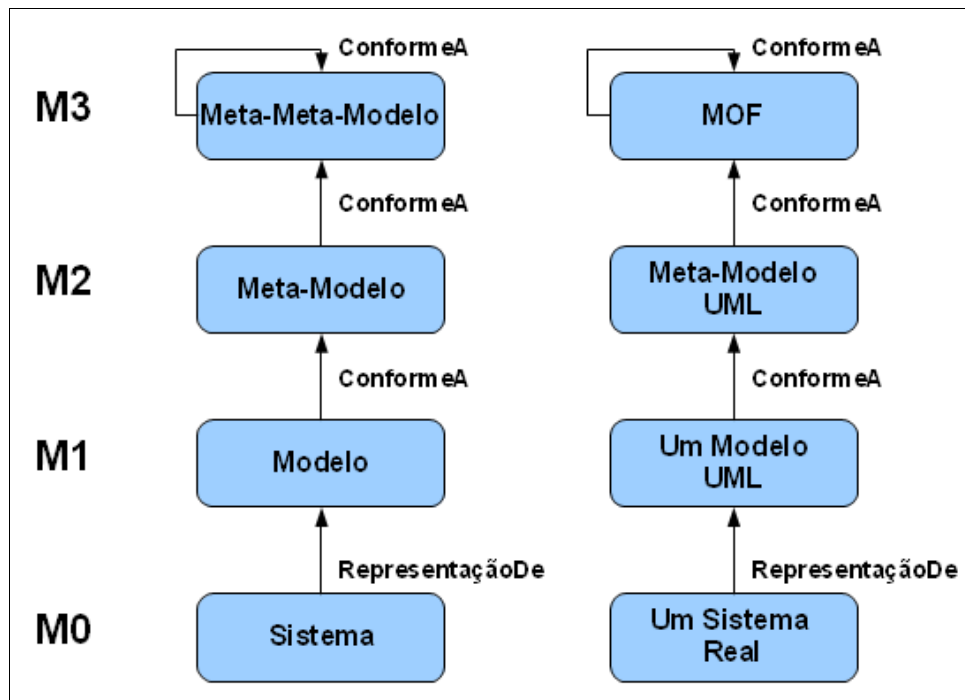 ConformeA
ConformeA
M3
Meta-Meta-Modelo
MOF
ConformeA
ConformeA
M2
Meta-Modelo
Meta-Modelo
UML
ConformeA
ConformeA
M1
Modelo
Um Modelo
UML
RepresentaçãoDe
RepresentaçãoDe
M0
Sistema
Um Sistema
Real